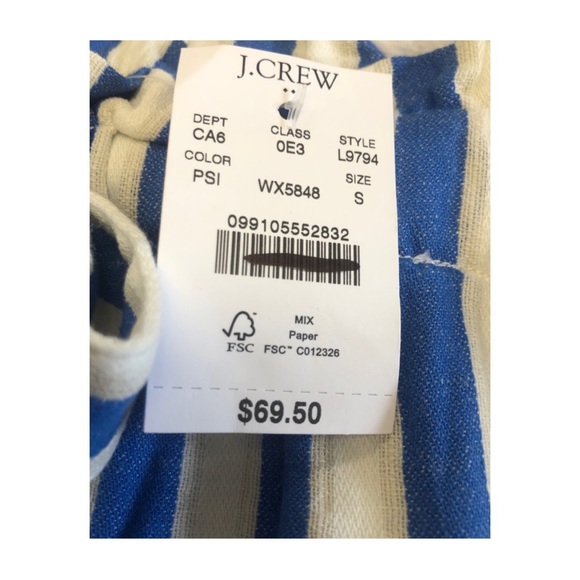 J.CREW
DEPT CLASS STYLE
CA6 0E3 L9794
COLOR SIZE
PSI WX5848 S
099105552832
MIX
Paper
FSC FSC™ C012326
$69.50